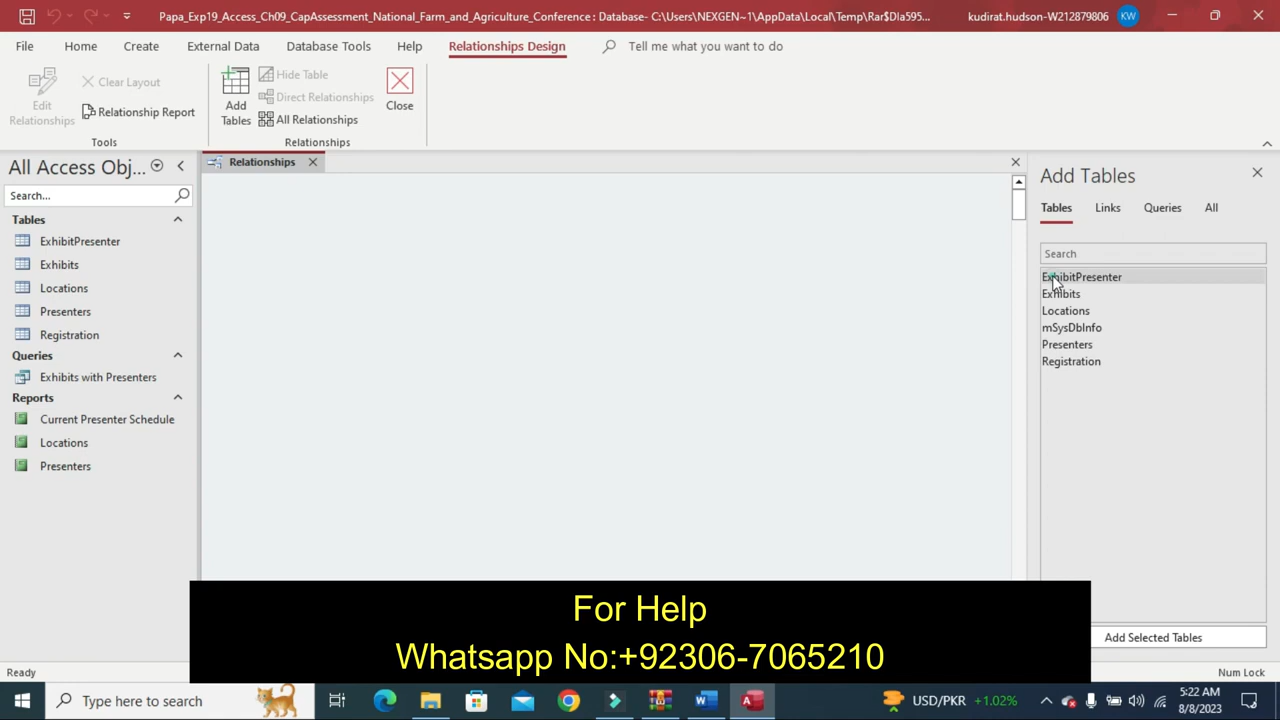 Papa_Exp19_Access_Ch09_CapAssessment_National_Farm_and_Agriculture_Conference : Database- C:\Users\NEXGEN~1\AppData\Local\Temp\Rar$DIa595...
kudirat.hudson-W212879806
KW
File
Home
Create
External Data
Database Tools
Help
Relationships Design
Tell me what you want to do
Edit
Relationships
Clear Layout
Relationship Report
Tools
Add
Tables
Hide Table
Direct Relationships
All Relationships
Close
Relationships
All Access Obj...
Search...
Tables
ExhibitPresenter
Exhibits
Locations
Presenters
Registration
Queries
Exhibits with Presenters
Reports
Current Presenter Schedule
Locations
Presenters
Relationships
Add Tables
Tables
Links
Queries
All
Search
ExhibitPresenter
Exhibits
Locations
mSysDbInfo
Presenters
Registration
Add Selected Tables
For Help
Whatsapp No:+92306-7065210
Ready
Num Lock
Type here to search
USD/PKR
+1.02%
5:22 AM
8/8/2023